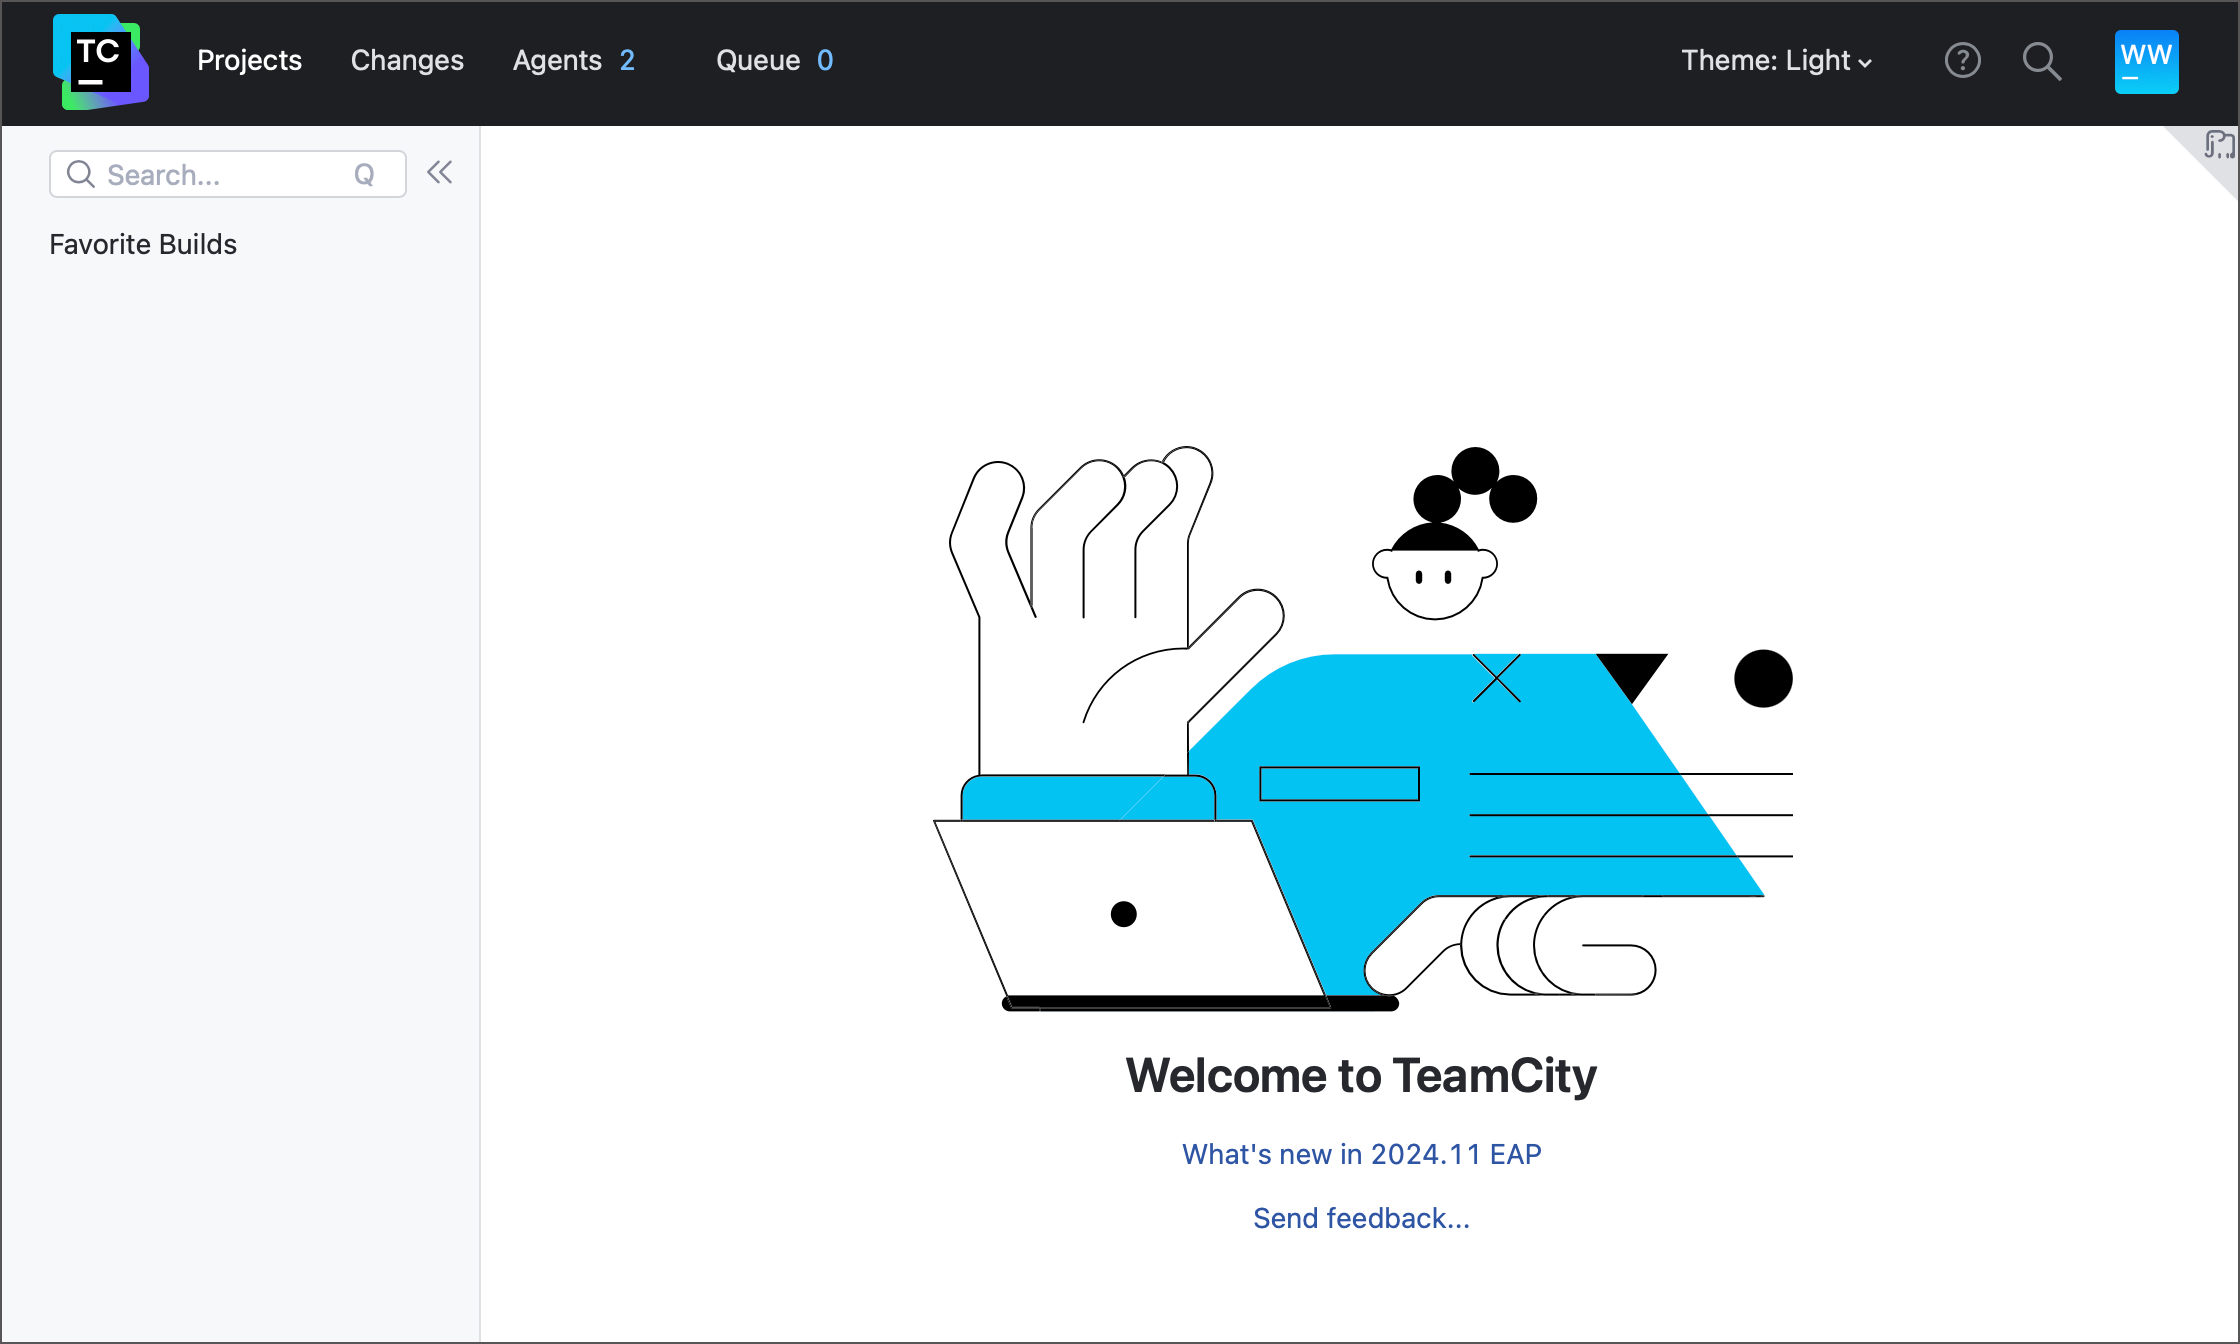 TC
Projects Changes Agents 2 Queue 0 Theme: Light ? WW
Search... Q
Favorite Builds
Welcome to TeamCity
What's new in 2024.11 EAP
Send feedback...